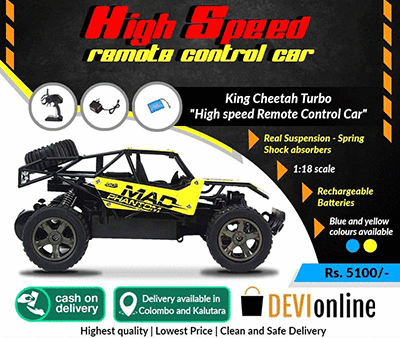 High Speed
remote control car
King Cheetah Turbo
"High speed Remote Control Car"
Real Suspension - Spring
Shock absorbers
1:18 scale
Rechargeable
Batteries
Blue and yellow
colours available
MAD
PHANTOM
Rs. 5100/-
cash on
delivery
Delivery available in
Colombo and Kalutara
DEVIonline
Highest quality | Lowest Price | Clean and Safe Delivery